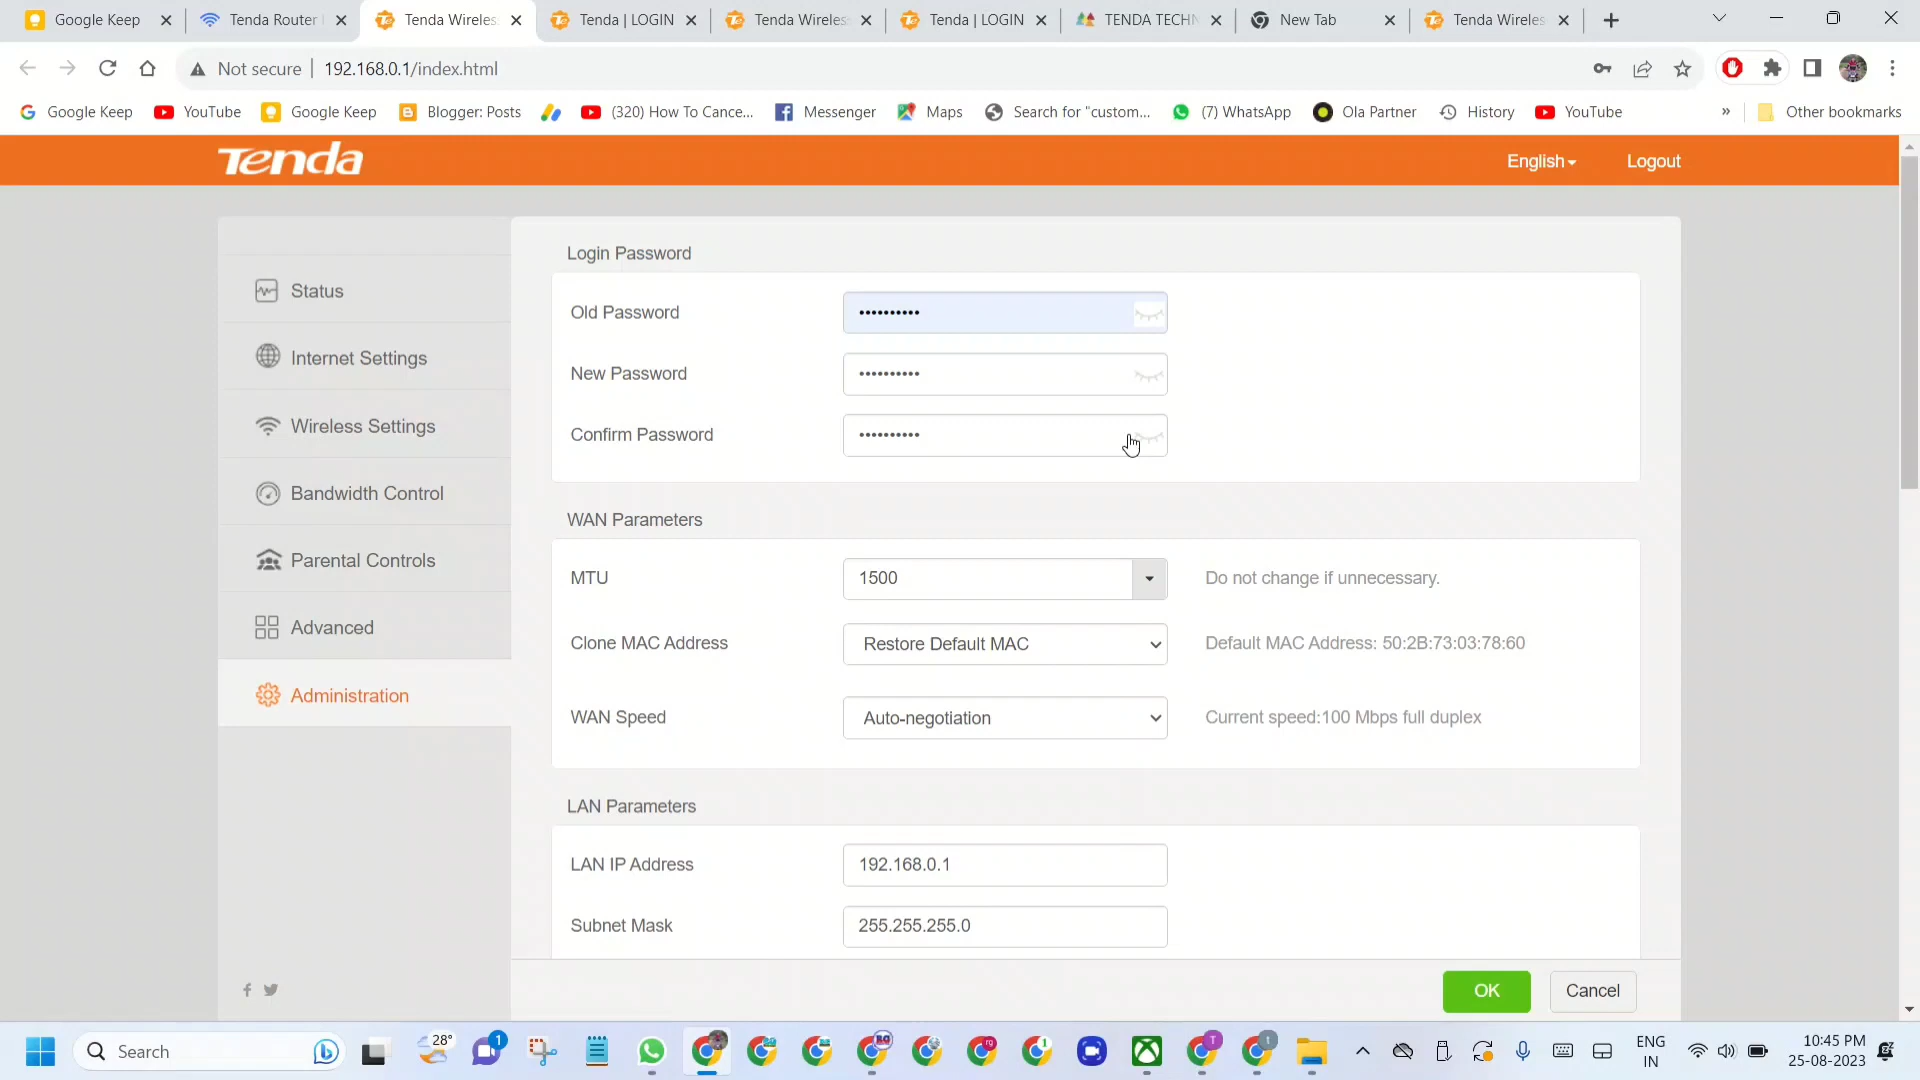 Google Keep
Tenda Router
Tenda Wireles
Tenda | LOGIN
Tenda Wireless
Tenda | LOGIN
TENDA TECHN
New Tab
Tenda Wireles
Not secure
192.168.0.1/index.html
Google Keep
YouTube
Google Keep
Blogger: Posts
(320) How To Cance...
Messenger
Maps
Search for "custom...
(7) WhatsApp
Ola Partner
History
YouTube
»
Other bookmarks
Tenda
English
Logout
Status
Internet Settings
Wireless Settings
Bandwidth Control
Parental Controls
Advanced
Administration
Login Password
Old Password ••••••••••
New Password ••••••••••
Confirm Password ••••••••••
WAN Parameters
MTU 1500 Do not change if unnecessary.
Clone MAC Address Restore Default MAC Default MAC Address: 50:2B:73:03:78:60
WAN Speed Auto-negotiation Current speed:100 Mbps full duplex
LAN Parameters
LAN IP Address 192.168.0.1
Subnet Mask 255.255.255.0
OK
Cancel
Search
28°
1
ENG
IN
10:45 PM
25-08-2023